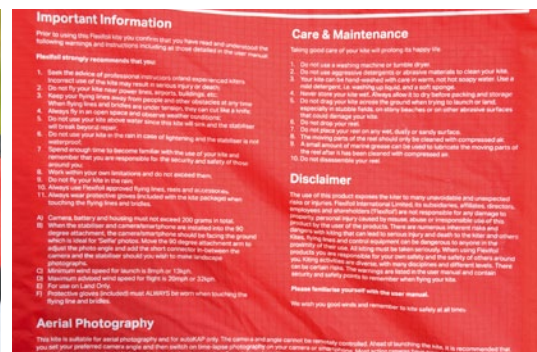 Important Information
Prior to using this Flexifoil kite you confirm that you have read and understood the
following warnings and instructions including all those detailed in the user manual
Flexifoil strongly recommends that you:
1. Seek the advice of professional instructors or/and experienced kiters.
Incorrect use of this kite may result in serious injury or death.
2. Do not fly your kite near power lines, airports, buildings, etc.
3. Keep your flying lines away from people and other obstacles at any time
When flying lines and bridles are under tension, they can cut like a knife.
4. Always fly in an open space and observe weather conditions:
5. Do not use your kite above water since this kite will sink and the stabiliser
will break beyond repair.
6. Do not use your kite in the rain in cases of lightening and the stabiliser is not
waterproof.
7. Spend enough time to become familiar with the use of your kite and
remember that you are responsible for the security and safety of those
around you.
8. Work within your own limitations and do not exceed them.
9. Do not fly your kite in the rain.
10. Always use Flexifoil approved flying lines, reels and accessories.
11. Always wear protective gloves (included with the kite package) when
touching the flying lines and bridles.
A) Camera, battery and housing must not exceed 200 grams in total.
B) When the stabiliser and camera/smartphone are installed into the 90
degree attachment, the camera/smartphone should be facing the ground
which is ideal for 'Selfie' photos. Move the 90 degree attachment arm to
adjust the photo angle and add the short connector in-between the
camera and the stabiliser should you wish to make landscape
photographs.
C) Minimum wind speed for launch is 8mph or 13kph.
D) Maximum advised wind speed for flight is 20mph or 32kph.
E) For use on Land Only.
F) Protective gloves (included) must ALWAYS be worn when touching the
flying line and bridles.
Aerial Photography
This kite is suitable for aerial photography and for autoKAP only. The camera and angle cannot be remotely controlled. Ahead of launching this kite, it is recommended that
you set your preferred camera angle and then switch on time-lapse photography on your camera or smartphone.
Care & Maintenance
Taking good care of your kite will prolong its happy life.
1. Do not use a washing machine or tumble dryer.
2. Do not use aggressive detergents or abrasive materials to clean your kite.
3. Your kite can be hand-washed with care in warm, not hot soapy water. Use a
mild detergent, i.e. washing up liquid, and a soft sponge.
4. Never store your kite wet. Always allow it to dry before packing and storage!
5. Do not drag your kite across the ground when trying to launch or land,
especially in stubble fields, on stony beaches or on other abrasive surfaces
that could damage your kite.
6. Do not drop your reel.
7. Do not place your reel on any wet, dusty or sandy surface.
8. The moving parts of the reel should only be cleaned with compressed air.
9. A small amount of marine grease can be used to lubricate the moving parts of
the reel after it has been cleaned with compressed air.
10. Do not disassemble your reel.
Disclaimer
The use of this product exposes the kiter to many unavoidable and unexpected
risks or injuries. Flexifoil International Limited, its subsidiaries, affiliates, directors,
employees and shareholders (Flexifoil) are not responsible for any damage to
property, personal injury caused by misuse, abuse or irresponsible use of this
product by the user of the products. There are numerous inherent risks and
dangers with kiting that can lead to serious injury and death to the kiter and others.
Kites, flying lines and control equipment can be dangerous to anyone in the
proximity of their use. All kiting must be taken seriously. When using Flexifoil
products you are responsible for your own safety and the safety of others around
you. Kiting activities are diverse, with many disciplines and different levels. There
can be certain risks. The warnings are listed in the user manual and contain
security and safety points to remember when flying your kite.
Please familiarise yourself with the user manual.
We wish you good winds and remember to kite safely at all times.